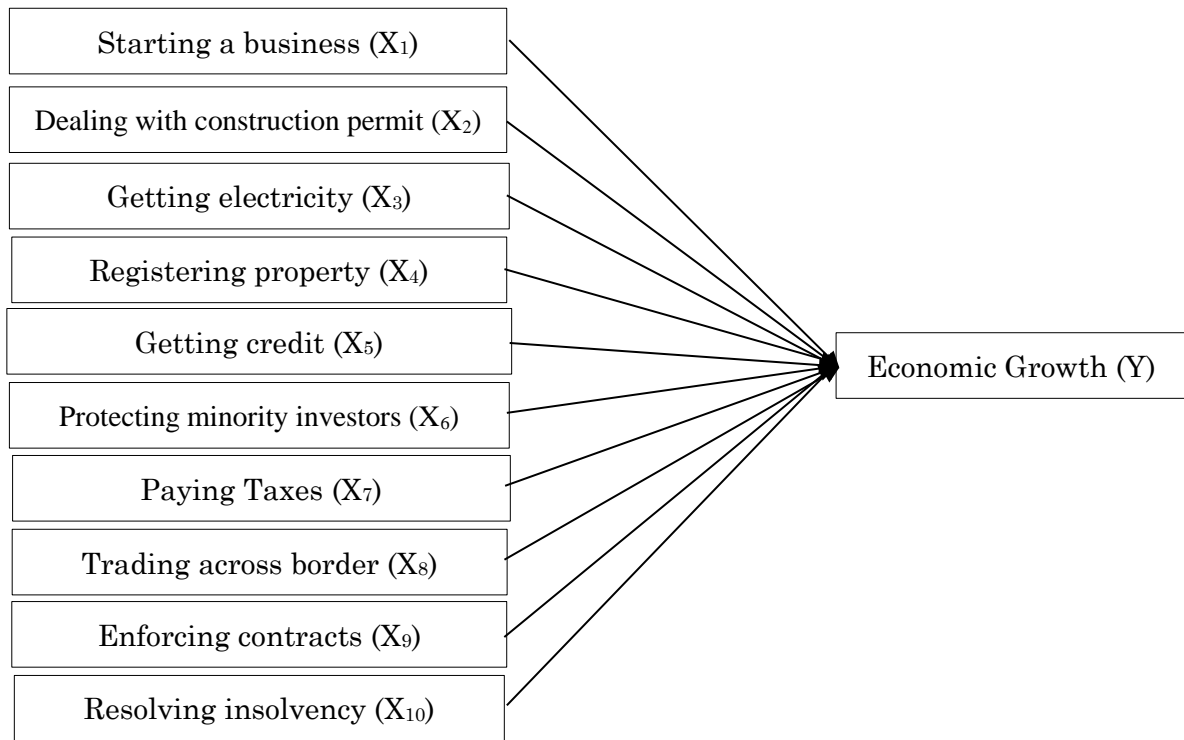 Starting a business (X₁)
Dealing with construction permit (X₂)
Getting electricity (X₃)
Registering property (X₄)
Getting credit (X₅)
Economic Growth (Y)
Protecting minority investors (X₆)
Paying Taxes (X₇)
Trading across border (X₈)
Enforcing contracts (X₉)
Resolving insolvency (X₁₀)